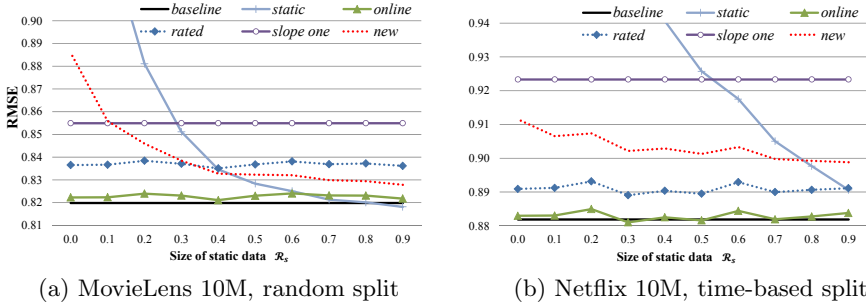 baseline static online
rated slope one new
RMSE
0.90
0.89
0.88
0.87
0.86
0.85
0.84
0.83
0.82
0.81
0.0 0.1 0.2 0.3 0.4 0.5 0.6 0.7 0.8 0.9
Size of static data 𝓡s
(a) MovieLens 10M, random split
baseline static online
rated slope one new
0.94
0.93
0.92
0.91
0.90
0.89
0.88
0.0 0.1 0.2 0.3 0.4 0.5 0.6 0.7 0.8 0.9
Size of static data 𝓡s
(b) Netflix 10M, time-based split